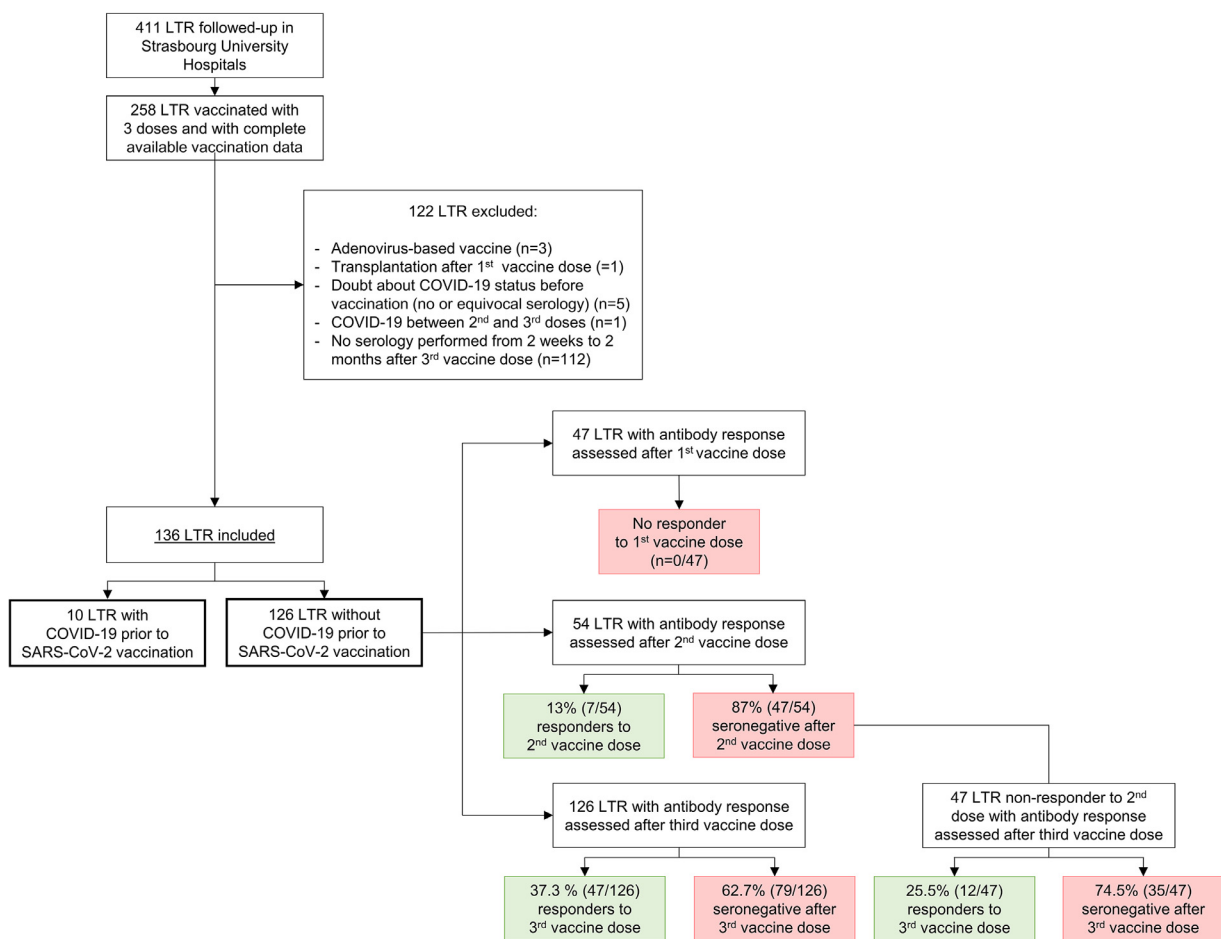 411 LTR followed-up in
Strasbourg University
Hospitals
258 LTR vaccinated with
3 doses and with complete
available vaccination data
122 LTR excluded:
- Adenovirus-based vaccine (n=3)
- Transplantation after 1st vaccine dose (=1)
- Doubt about COVID-19 status before
vaccination (no or equivocal serology) (n=5)
- COVID-19 between 2nd and 3rd doses (n=1)
- No serology performed from 2 weeks to 2
months after 3rd vaccine dose (n=112)
47 LTR with antibody response
assessed after 1st vaccine dose
No responder
to 1st vaccine dose
(n=0/47)
136 LTR included
10 LTR with
COVID-19 prior to
SARS-CoV-2 vaccination
126 LTR without
COVID-19 prior to
SARS-CoV-2 vaccination
54 LTR with antibody response
assessed after 2nd vaccine dose
13% (7/54)
responders to
2nd vaccine dose
87% (47/54)
seronegative after
2nd vaccine dose
126 LTR with antibody response
assessed after third vaccine dose
47 LTR non-responder to 2nd
dose with antibody response
assessed after third vaccine dose
37.3 % (47/126)
responders to
3rd vaccine dose
62.7% (79/126)
seronegative after
3rd vaccine dose
25.5% (12/47)
responders to
3rd vaccine dose
74.5% (35/47)
seronegative after
3rd vaccine dose